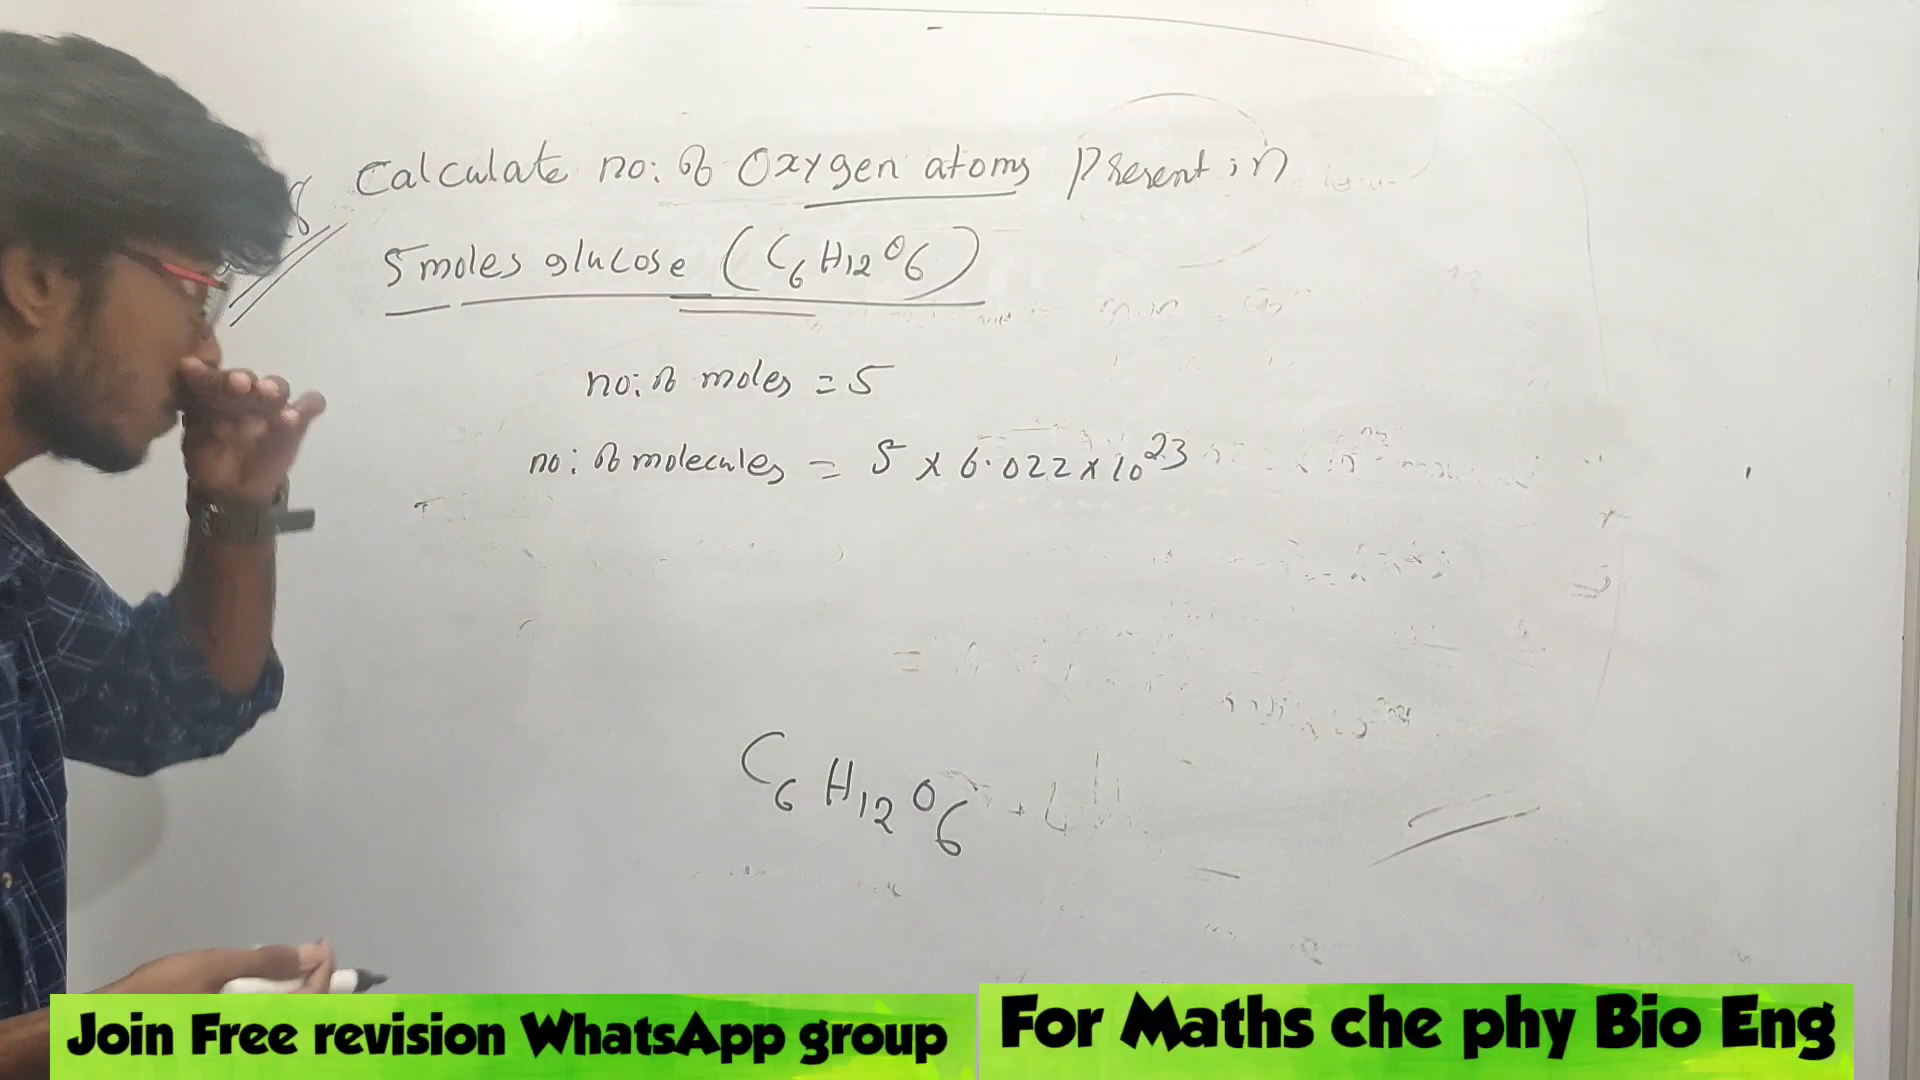 Calculate no: of Oxygen atoms Present in
5 moles glucose (C6H12O6)
no: of moles = 5
no: of molecules = 5 x 6.022 x 10^23
C6H12O6
Join Free revision WhatsApp group
For Maths che phy Bio Eng